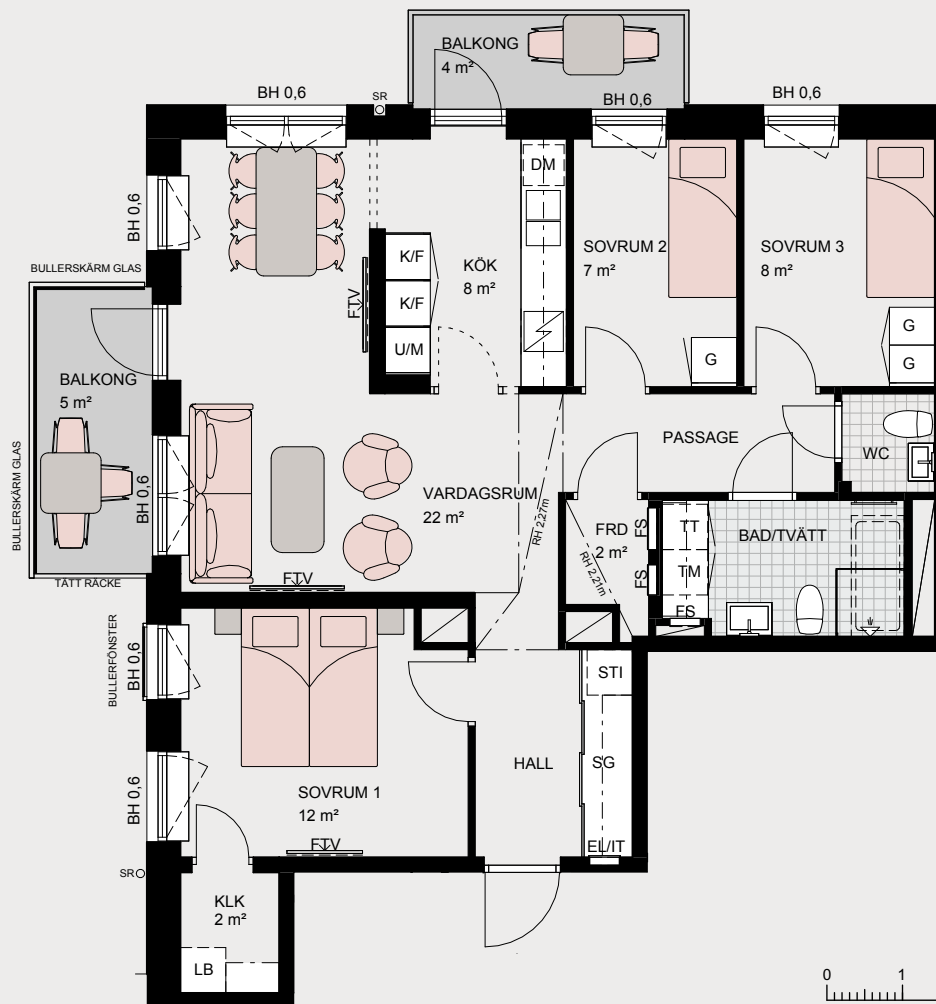 BALKONG
4 m²
BH 0,6
SR
BH 0,6
BH 0,6
DM
BH 0,6
SOVRUM 2
7 m²
SOVRUM 3
8 m²
K/F
KÖK
8 m²
BULLERSKÄRM GLAS
K/F
FTV
U/M
G
G
G
BALKONG
5 m²
PASSAGE
WC
BULLERSKÄRM GLAS
BH 0,6
VARDAGSRUM
22 m²
RH 2,27m
FRD
2 m²
FS
TT
BAD/TVÄTT
RH 2,21m
FS
TM
FS
TÄTT RÄCKE
FTV
BULLERFÖNSTER
BH 0,6
STI
HALL
SG
BH 0,6
SOVRUM 1
12 m²
FTV
EL/IT
SR
KLK
2 m²
LB
0 1